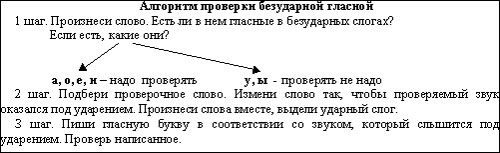 Алгоритм проверки безударной гласной
1 шаг. Произнеси слово. Есть ли в нем гласные в безударных слогах?
Если есть, какие они?
а, о, е, и – надо проверять у, ы - проверять не надо
2 шаг. Подбери проверочное слово. Измени слово так, чтобы проверяемый звук
оказался под ударением. Произнеси слова вместе, выдели ударный слог.
3 шаг. Пиши гласную букву в соответствии со звуком, который слышится под
ударением. Проверь написанное.